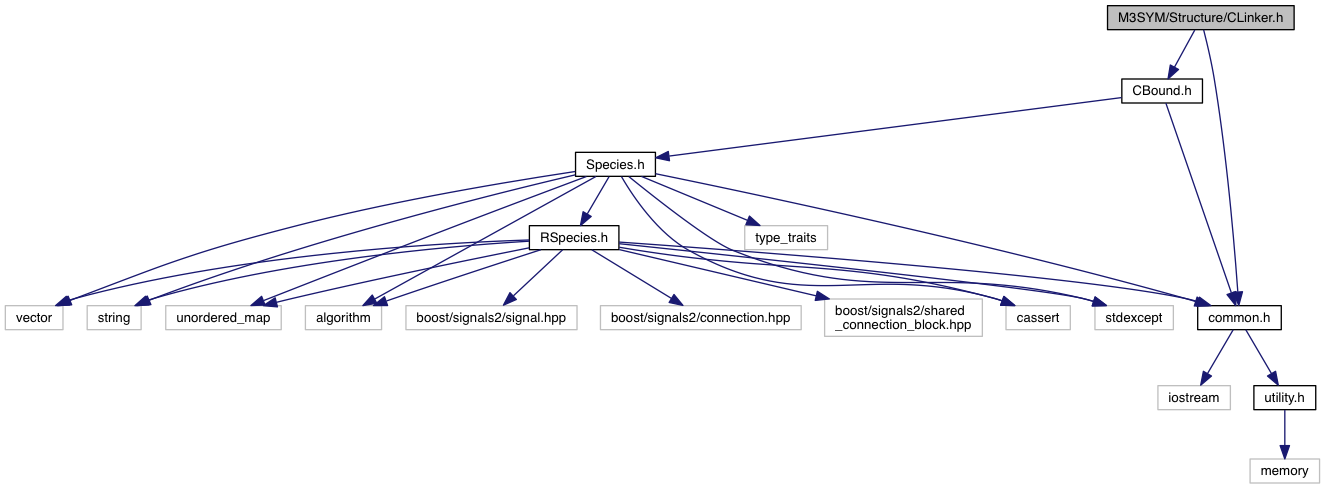 M3SYM/Structure/CLinker.h
CBound.h
Species.h
RSpecies.h
type_traits
vector
string
unordered_map
algorithm
boost/signals2/signal.hpp
boost/signals2/connection.hpp
boost/signals2/shared
_connection_block.hpp
cassert
stdexcept
common.h
iostream
utility.h
memory